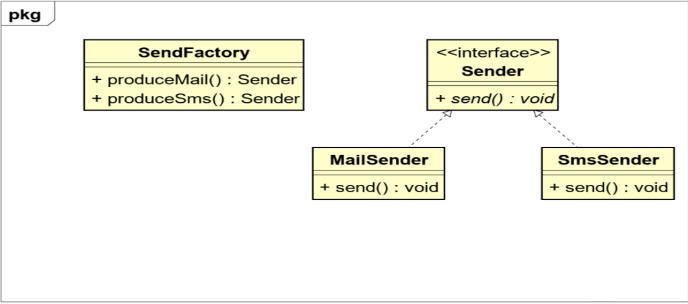 pkg
SendFactory
+ produceMail() : Sender
+ produceSms() : Sender
<<interface>>
Sender
+ send() : void
MailSender
+ send() : void
SmsSender
+ send() : void